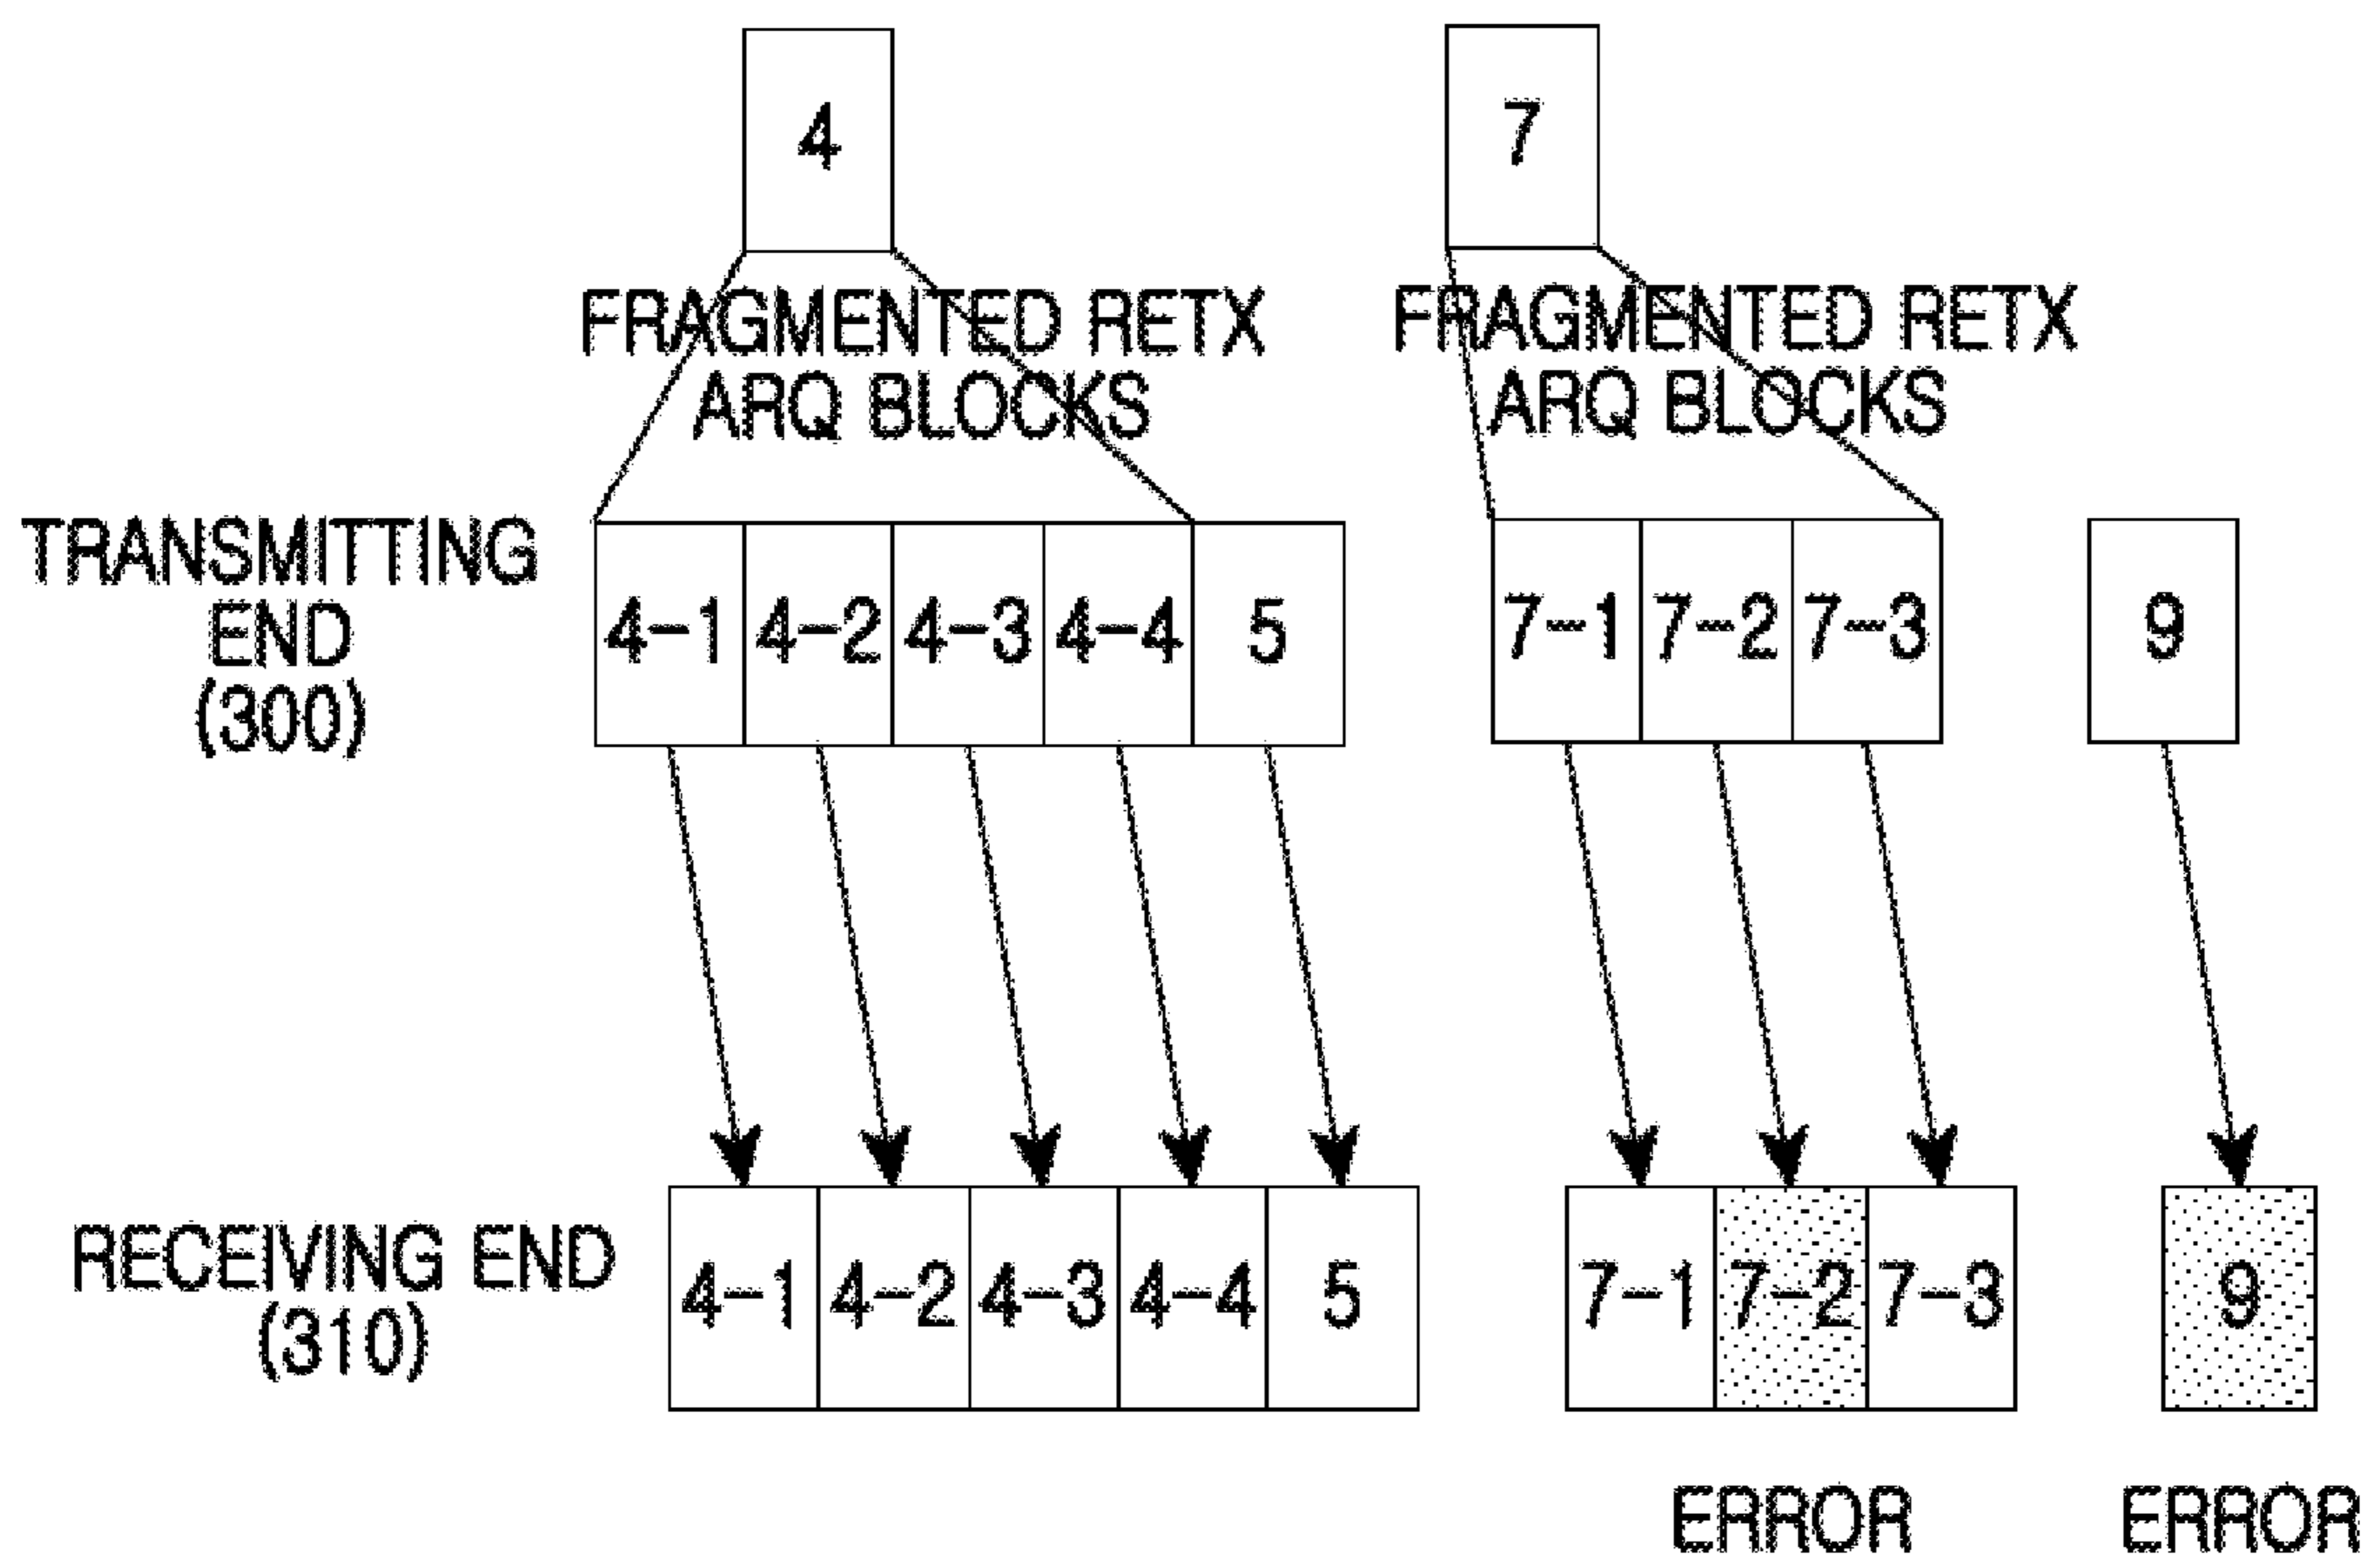 4
7
FRAGMENTED RETX
ARQ BLOCKS
FRAGMENTED RETX
ARQ BLOCKS
TRANSMITTING
END
(300)
4-1 4-2 4-3 4-4 5
7-1 7-2 7-3
9
RECEIVING END
(310)
4-1 4-2 4-3 4-4 5
7-1 7-2 7-3
9
ERROR
ERROR